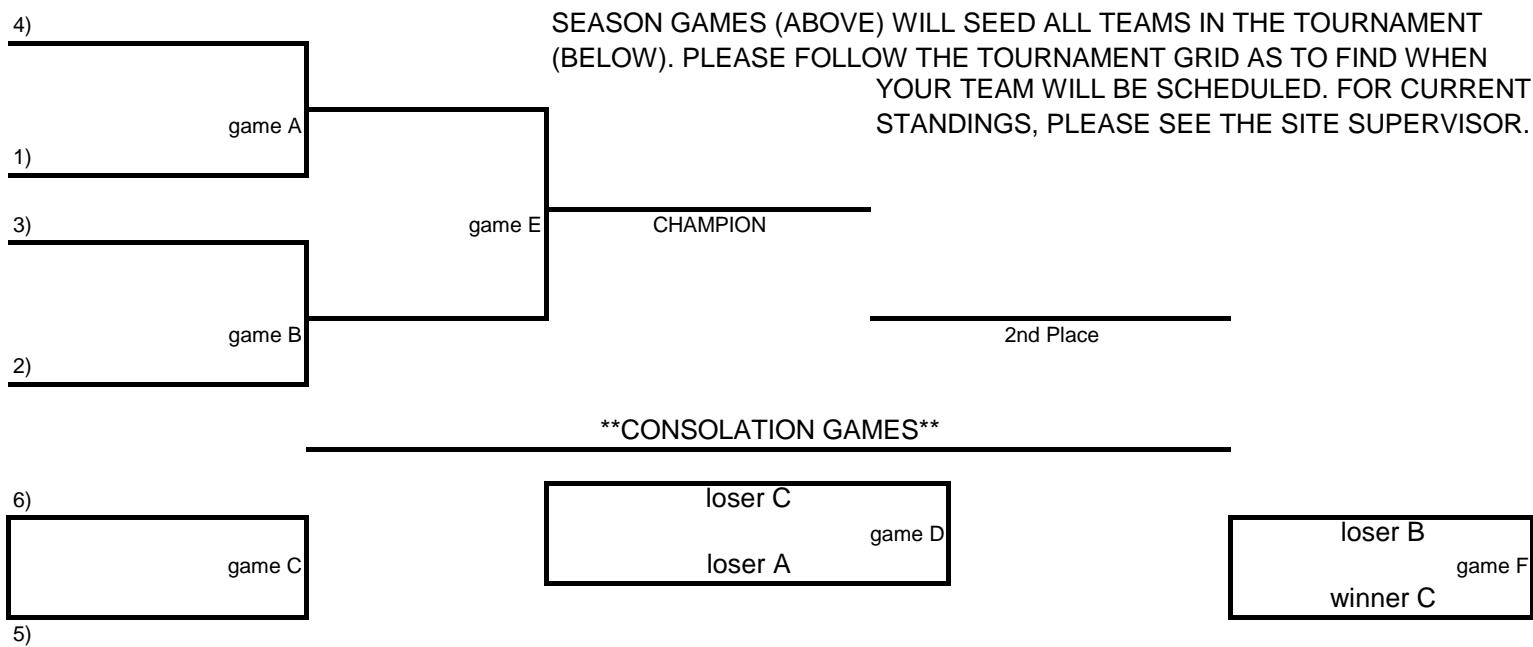 4)
SEASON GAMES (ABOVE) WILL SEED ALL TEAMS IN THE TOURNAMENT
(BELOW). PLEASE FOLLOW THE TOURNAMENT GRID AS TO FIND WHEN
YOUR TEAM WILL BE SCHEDULED. FOR CURRENT
STANDINGS, PLEASE SEE THE SITE SUPERVISOR.
game A
1)
3)
game E
CHAMPION
game B
2nd Place
2)
**CONSOLATION GAMES**
6)
loser C
game D
loser A
game C
loser B
game F
winner C
5)